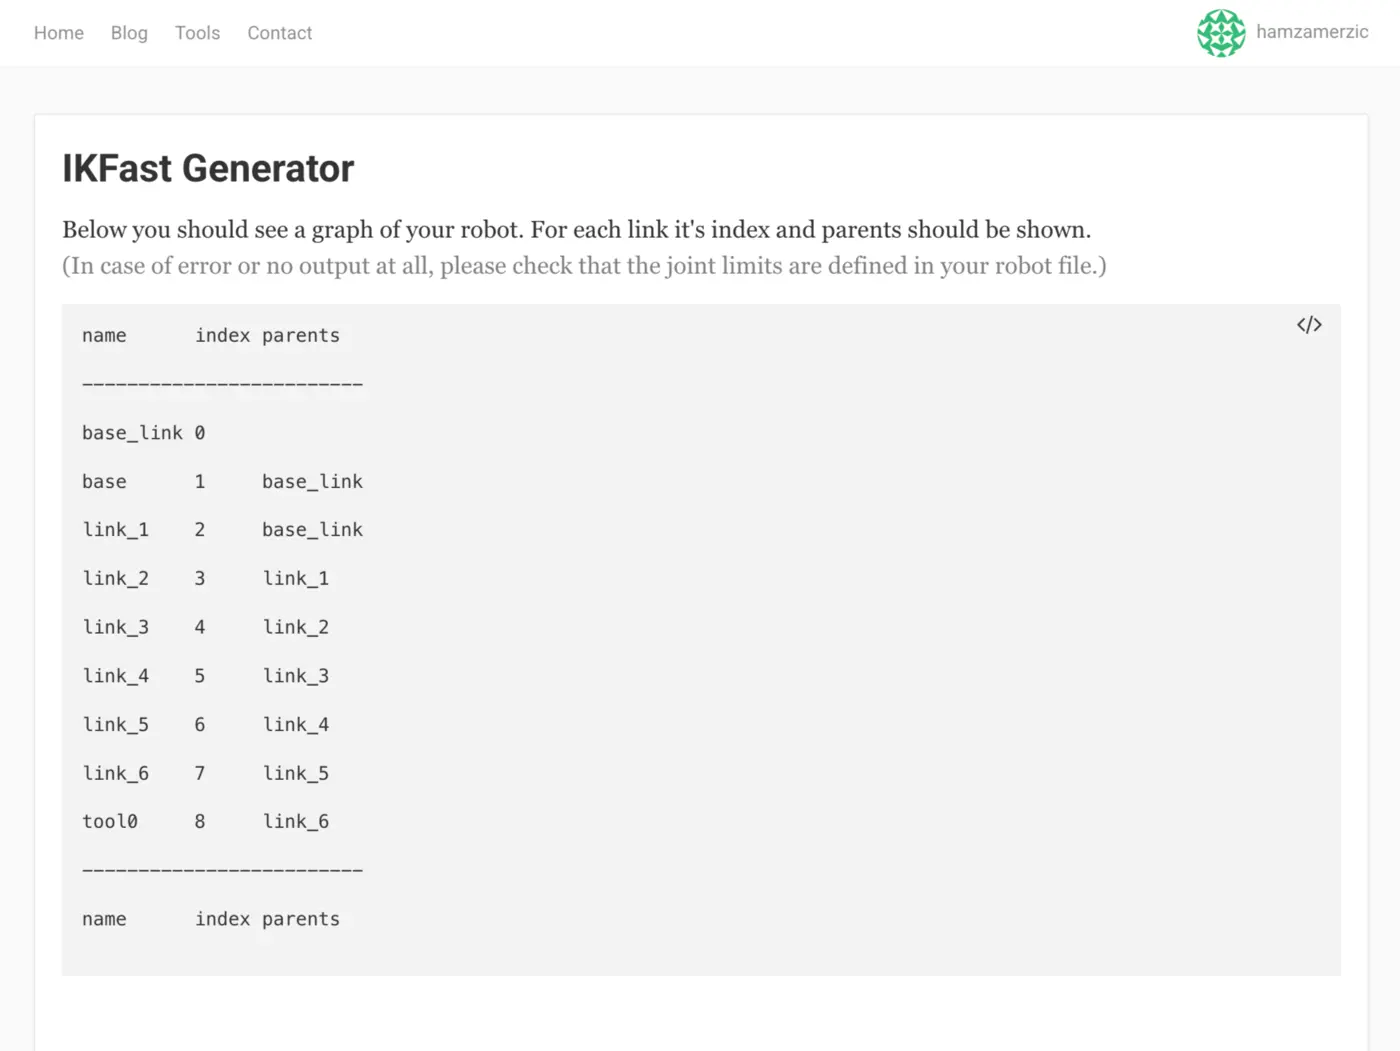 Home Blog Tools Contact hamzamerzic
IKFast Generator
Below you should see a graph of your robot. For each link it's index and parents should be shown.
(In case of error or no output at all, please check that the joint limits are defined in your robot file.)
</>
name index parents
-------------------------
base_link 0
base 1 base_link
link_1 2 base_link
link_2 3 link_1
link_3 4 link_2
link_4 5 link_3
link_5 6 link_4
link_6 7 link_5
tool0 8 link_6
-------------------------
name index parents